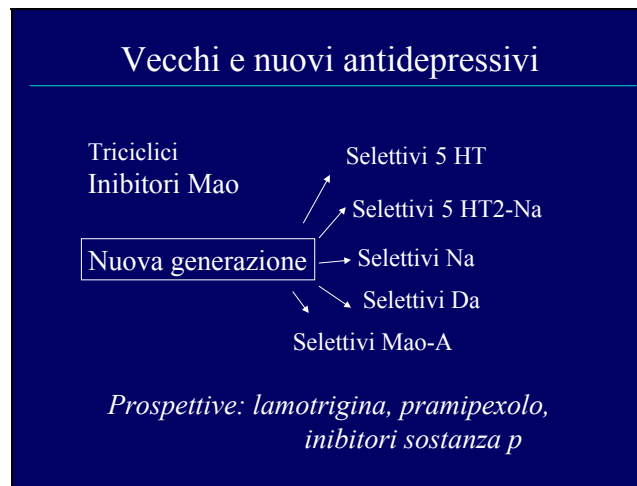 Vecchi e nuovi antidepressivi
Triciclici
Inibitori Mao
Selettivi 5 HT
Selettivi 5 HT2-Na
Nuova generazione
Selettivi Na
Selettivi Da
Selettivi Mao-A
Prospettive: lamotrigina, pramipexolo,
inibitori sostanza p